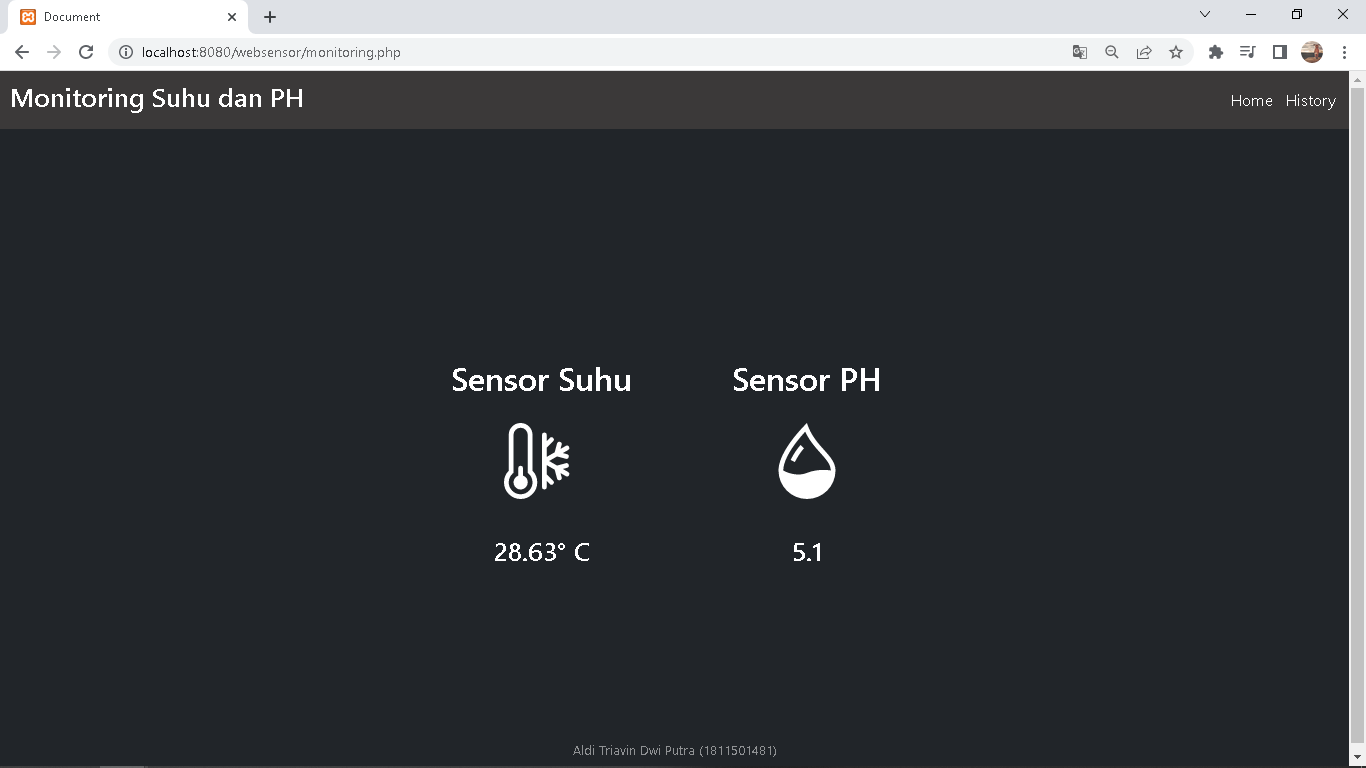 Document
localhost:8080/websensor/monitoring.php
Monitoring Suhu dan PH
Home History
Sensor Suhu Sensor PH
28.63° C 5.1
Aldi Triavin Dwi Putra (1811501481)